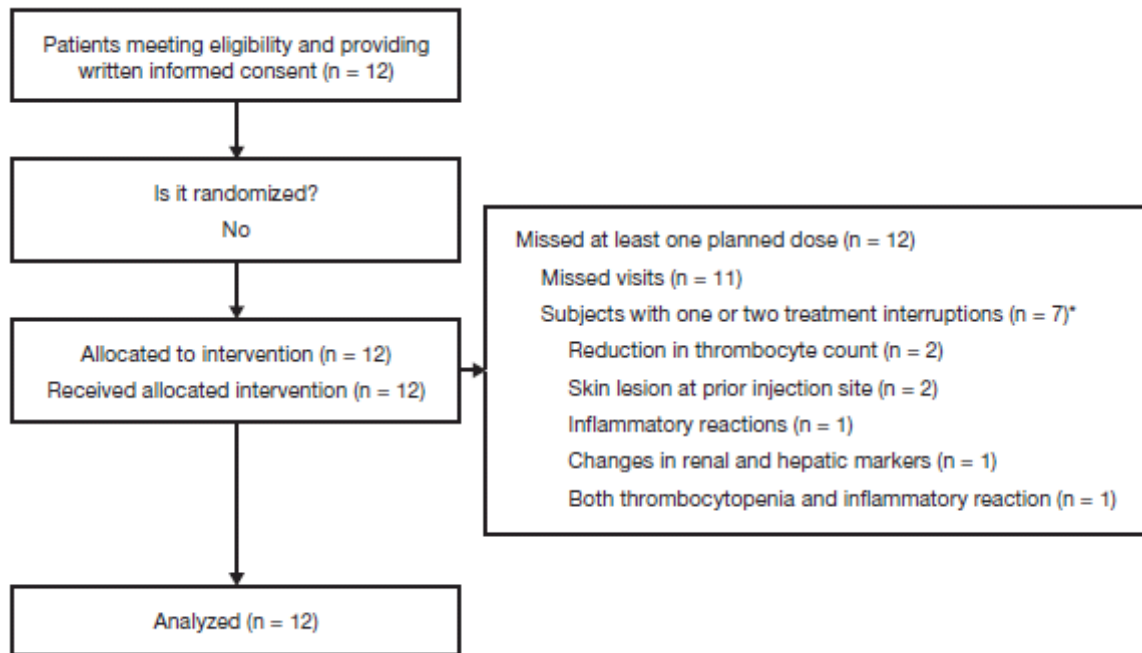 Patients meeting eligibility and providing
written informed consent (n = 12)
Is it randomized?
No
Missed at least one planned dose (n = 12)
Missed visits (n = 11)
Subjects with one or two treatment interruptions (n = 7)*
Reduction in thrombocyte count (n = 2)
Skin lesion at prior injection site (n = 2)
Inflammatory reactions (n = 1)
Changes in renal and hepatic markers (n = 1)
Both thrombocytopenia and inflammatory reaction (n = 1)
Allocated to intervention (n = 12)
Received allocated intervention (n = 12)
Analyzed (n = 12)